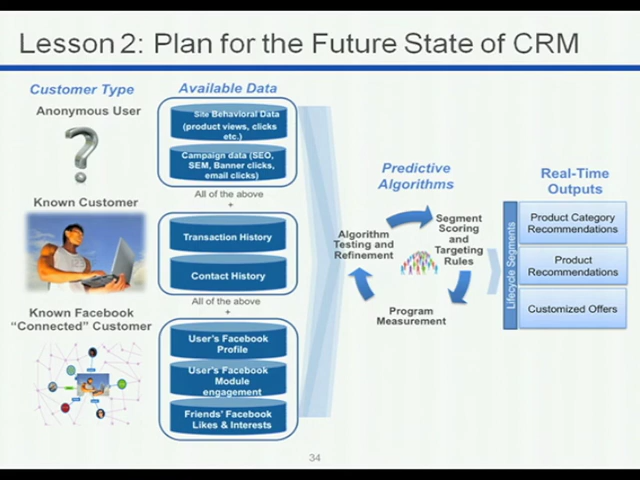 Lesson 2: Plan for the Future State of CRM
Customer Type
Available Data
Anonymous User
Site Behavioral Data
(product views, clicks
etc.)
Campaign data (SEO,
SEM, Banner clicks,
email clicks)
All of the above
+
Known Customer
Transaction History
Contact History
All of the above
+
Known Facebook
“Connected” Customer
User's Facebook
Profile
User's Facebook
Module
engagement
Friends' Facebook
Likes & Interests
Predictive
Algorithms
Algorithm
Testing and
Refinement
Segment
Scoring
and
Targeting
Rules
Program
Measurement
Real-Time
Outputs
Lifecycle Segments
Product Category
Recommendations
Product
Recommendations
Customized Offers
34